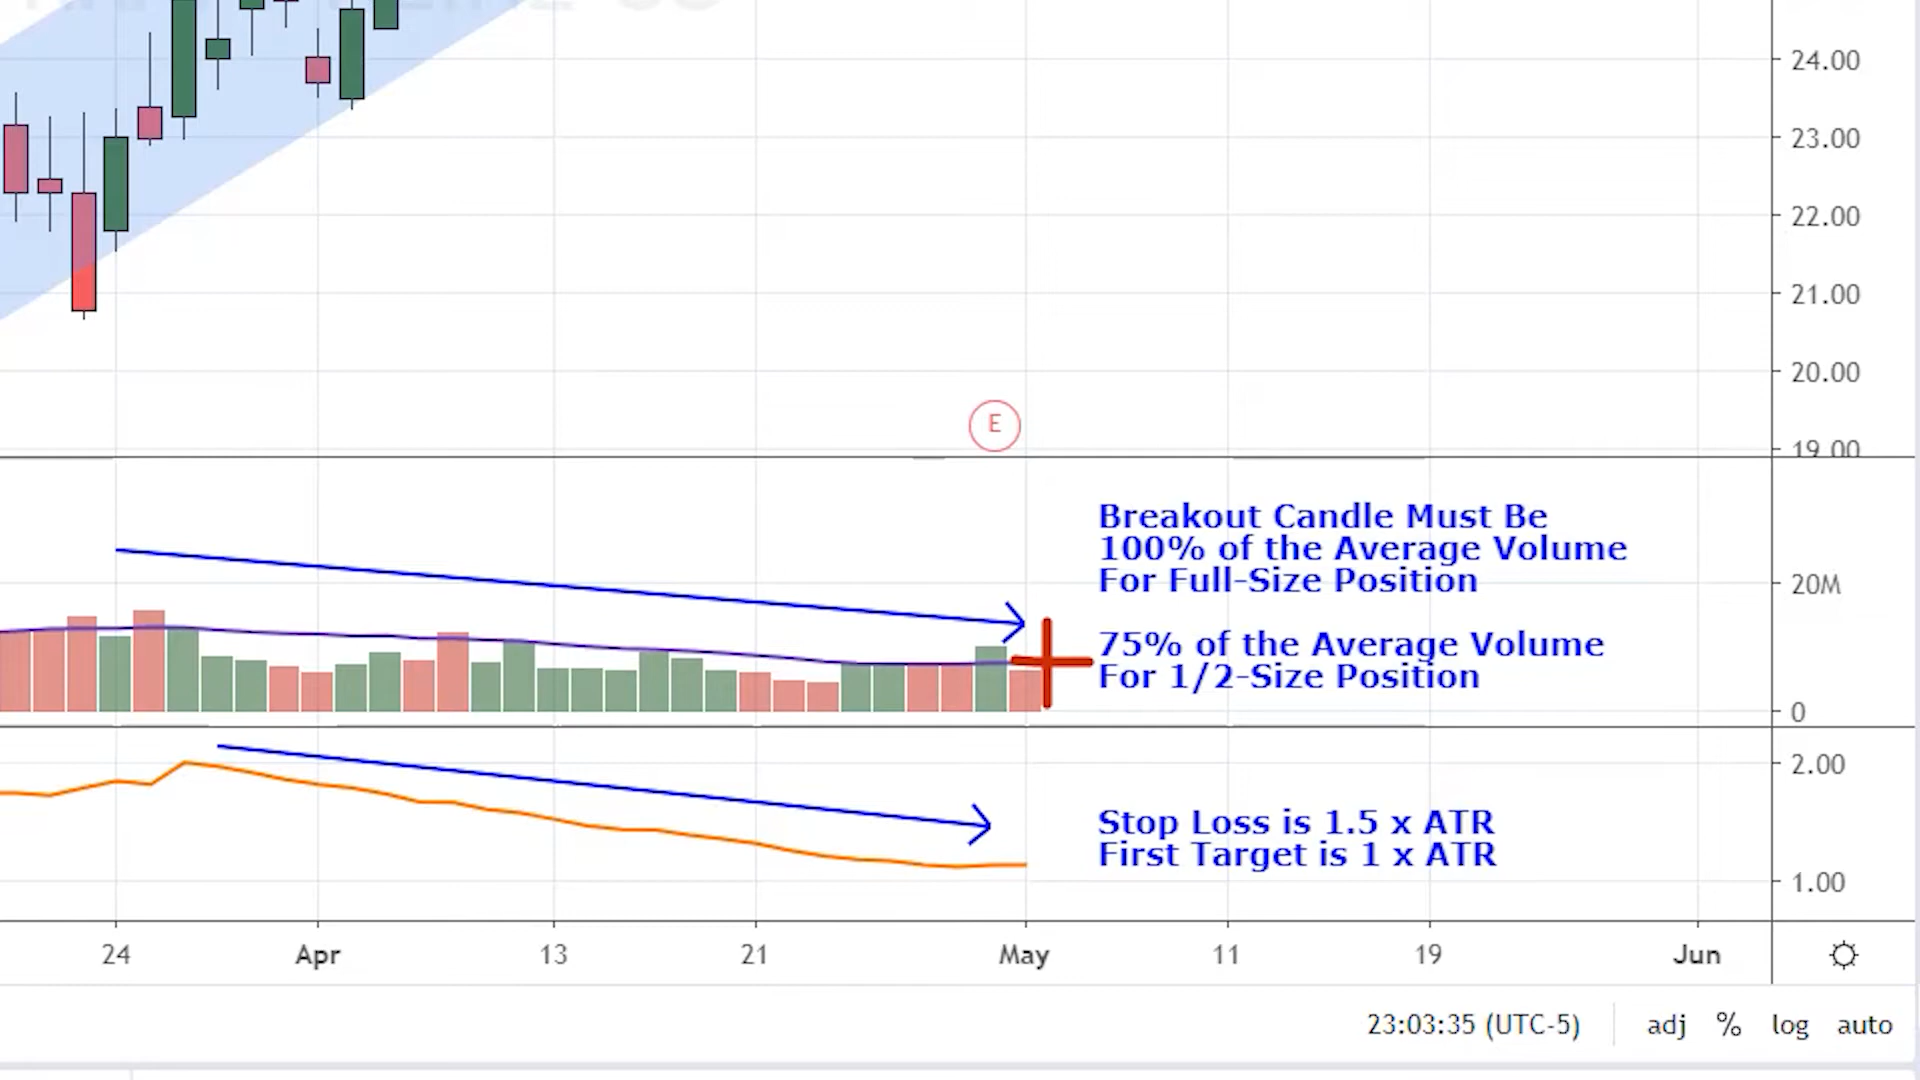 24.00
23.00
22.00
21.00
20.00
E
19.00
Breakout Candle Must Be
100% of the Average Volume
For Full-Size Position
20M
75% of the Average Volume
For 1/2-Size Position
0
2.00
Stop Loss is 1.5 x ATR
First Target is 1 x ATR
1.00
24 Apr 13 21 May 11 19 Jun
23:03:35 (UTC-5) adj % log auto